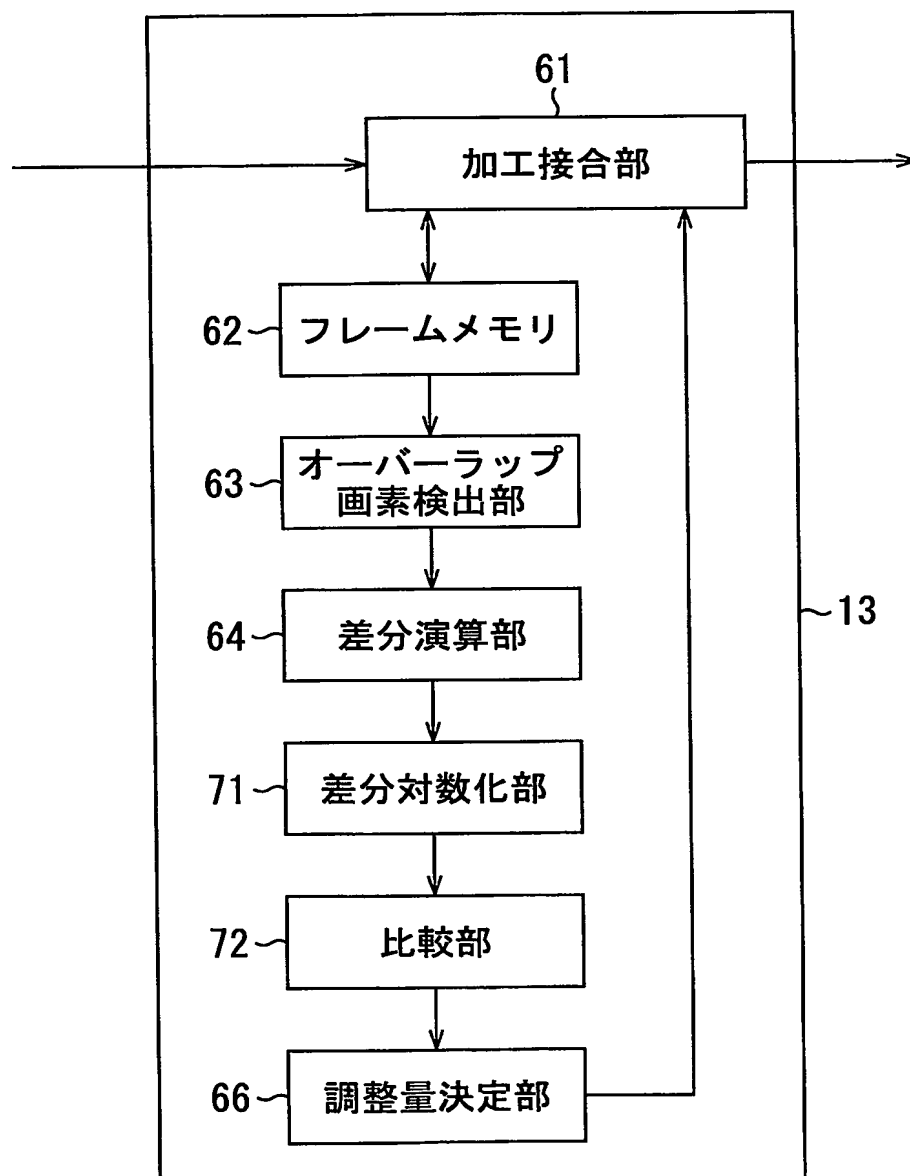 61
加工接合部
62
フレームメモリ
63
オーバーラップ
画素検出部
64
差分演算部
13
71
差分対数化部
72
比較部
66
調整量決定部